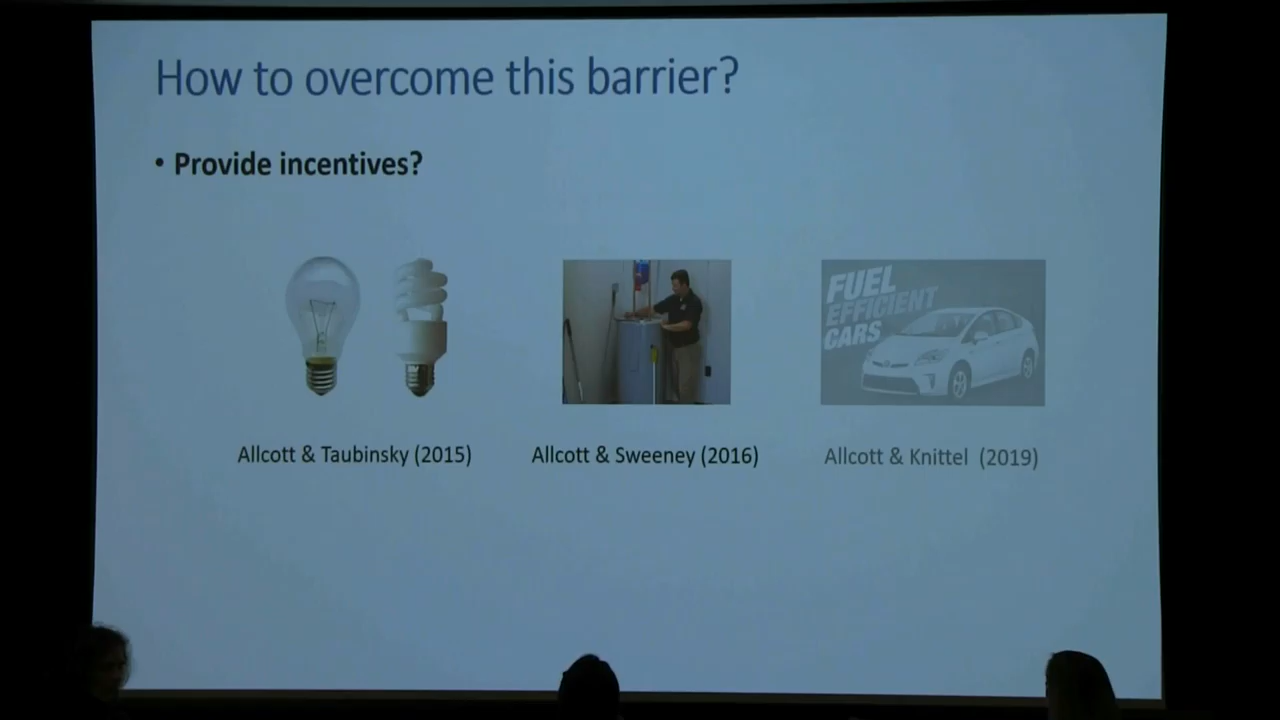 How to overcome this barrier?
• Provide incentives?
FUEL
EFFICIENT
CARS
Allcott & Taubinsky (2015)
Allcott & Sweeney (2016)
Allcott & Knittel (2019)